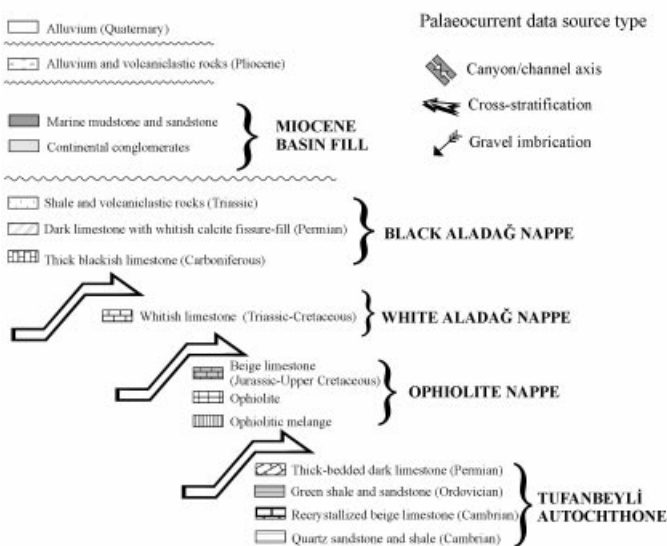 Alluvium (Quaternary)
Alluvium and volcaniclastic rocks (Pliocene)
Marine mudstone and sandstone
Continental conglomerates
MIOCENE
BASIN FILL
Palaeocurrent data source type
Canyon/channel axis
Cross-stratification
Gravel imbrication
Shale and volcaniclastic rocks (Triassic)
Dark limestone with whitish calcite fissure-fill (Permian)
Thick blackish limestone (Carboniferous)
BLACK ALADAĞ NAPPE
Whitish limestone (Triassic-Cretaceous)
WHITE ALADAĞ NAPPE
Beige limestone
(Jurassic-Upper Cretaceous)
Ophiolite
Ophiolitic melange
OPHIOLITE NAPPE
Thick-bedded dark limestone (Permian)
Green shale and sandstone (Ordovician)
Recrystallized beige limestone (Cambrian)
Quartz sandstone and shale (Cambrian)
TUFANBEYLİ
AUTOCHTHONE